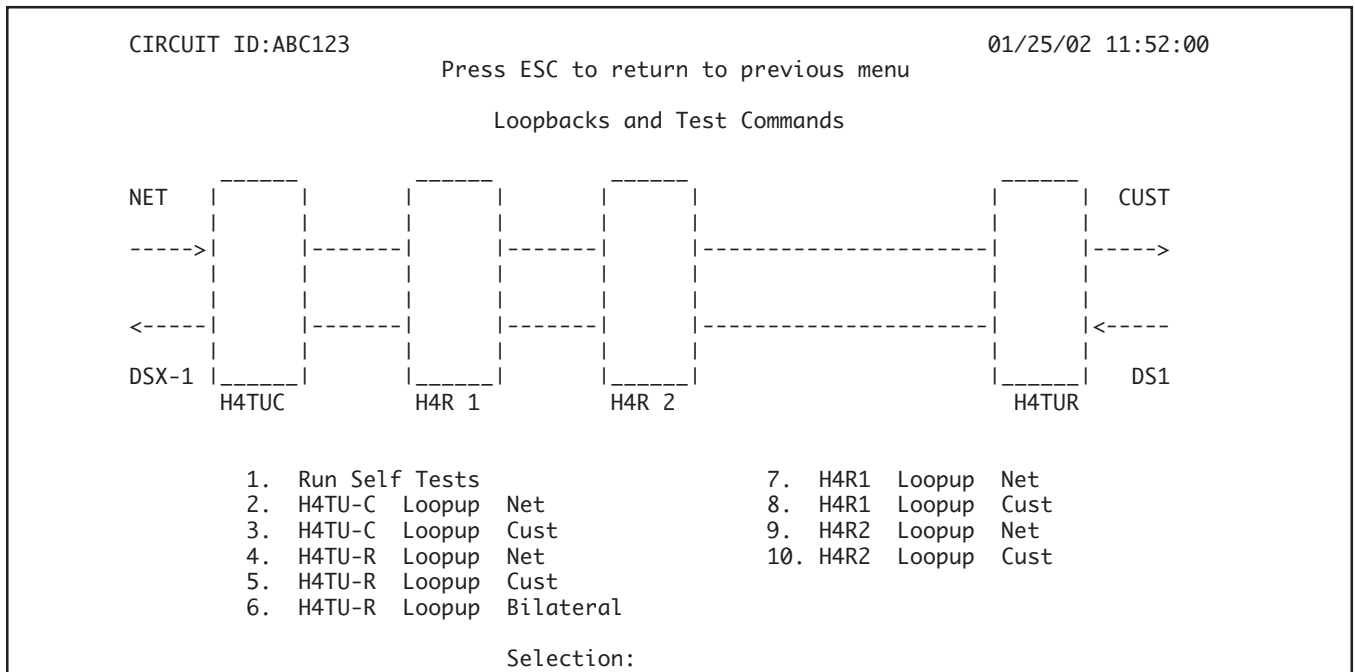 CIRCUIT ID:ABC123 01/25/02 11:52:00
Press ESC to return to previous menu
Loopbacks and Test Commands
NET CUST
DSX-1 DS1
H4TUC H4R 1 H4R 2 H4TUR
1. Run Self Tests 7. H4R1 Loopup Net
2. H4TU-C Loopup Net 8. H4R1 Loopup Cust
3. H4TU-C Loopup Cust 9. H4R2 Loopup Net
4. H4TU-R Loopup Net 10. H4R2 Loopup Cust
5. H4TU-R Loopup Cust
6. H4TU-R Loopup Bilateral
Selection: